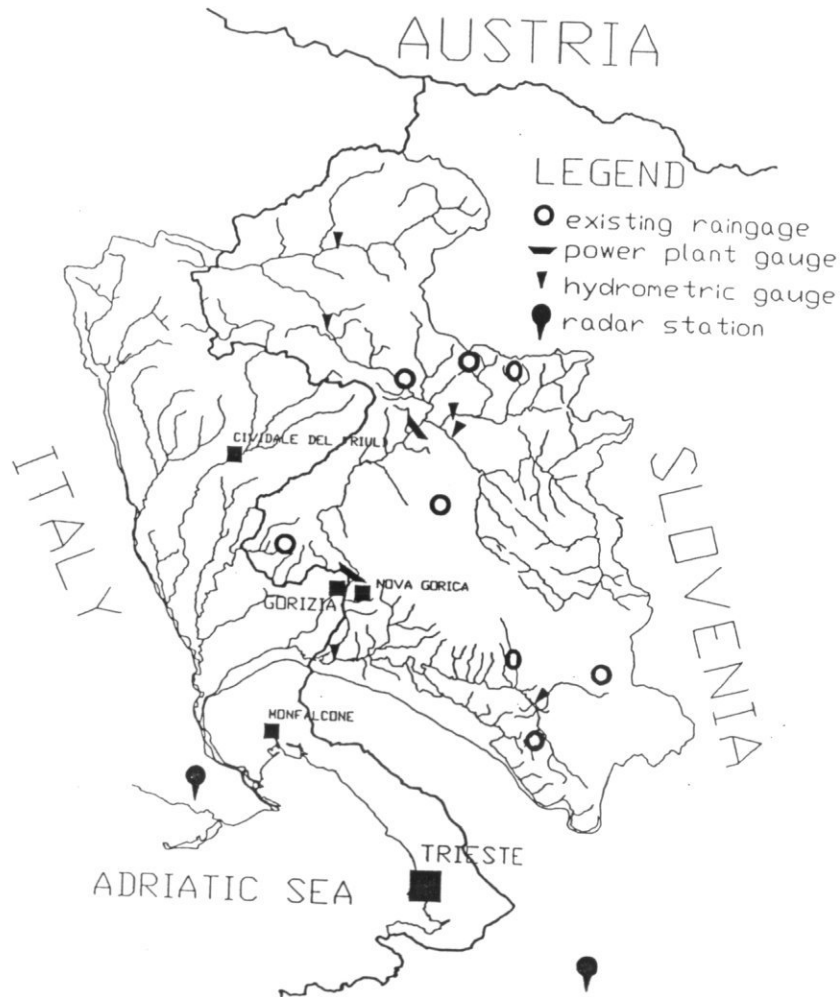 AUSTRIA
LEGEND
existing raingage
power plant gauge
hydrometric gauge
radar station
CIVIDALE DEL FRIULI
ITALY
SLOVENIA
NOVA GORICA
GORIZIA
MONFALCONE
TRIESTE
ADRIATIC SEA